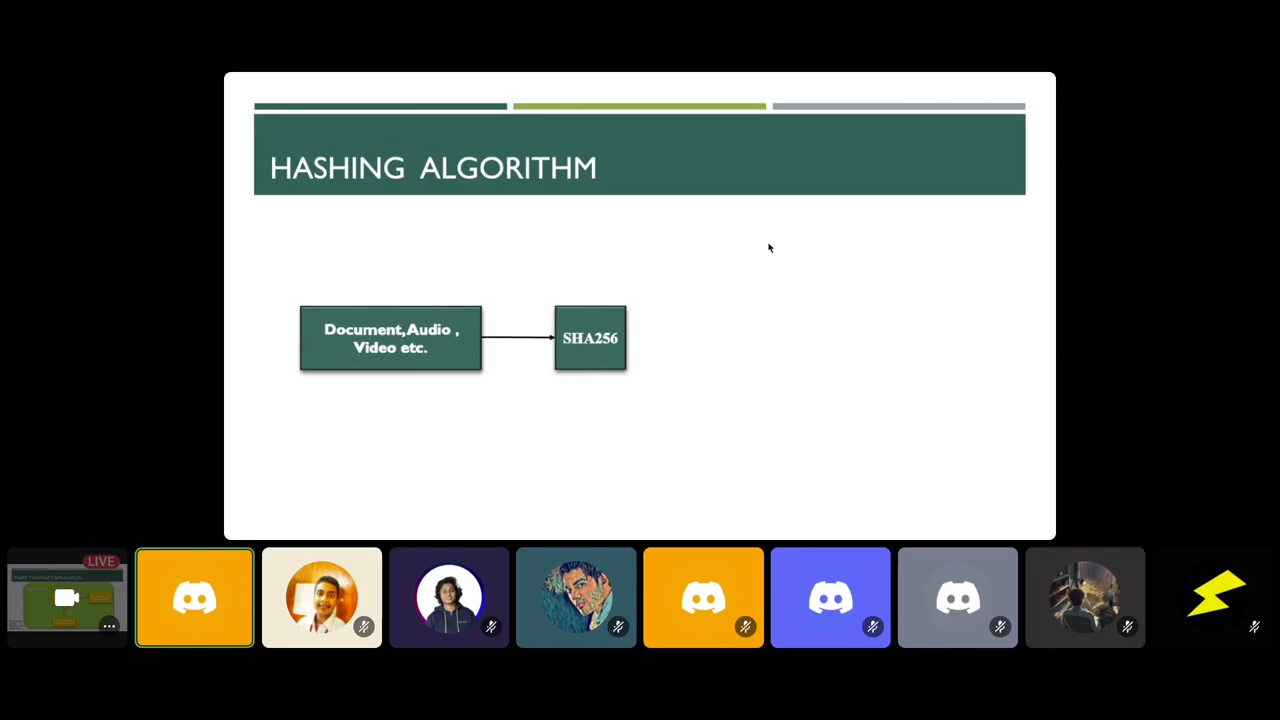 HASHING ALGORITHM
Document,Audio ,
Video etc.
SHA256
LIVE